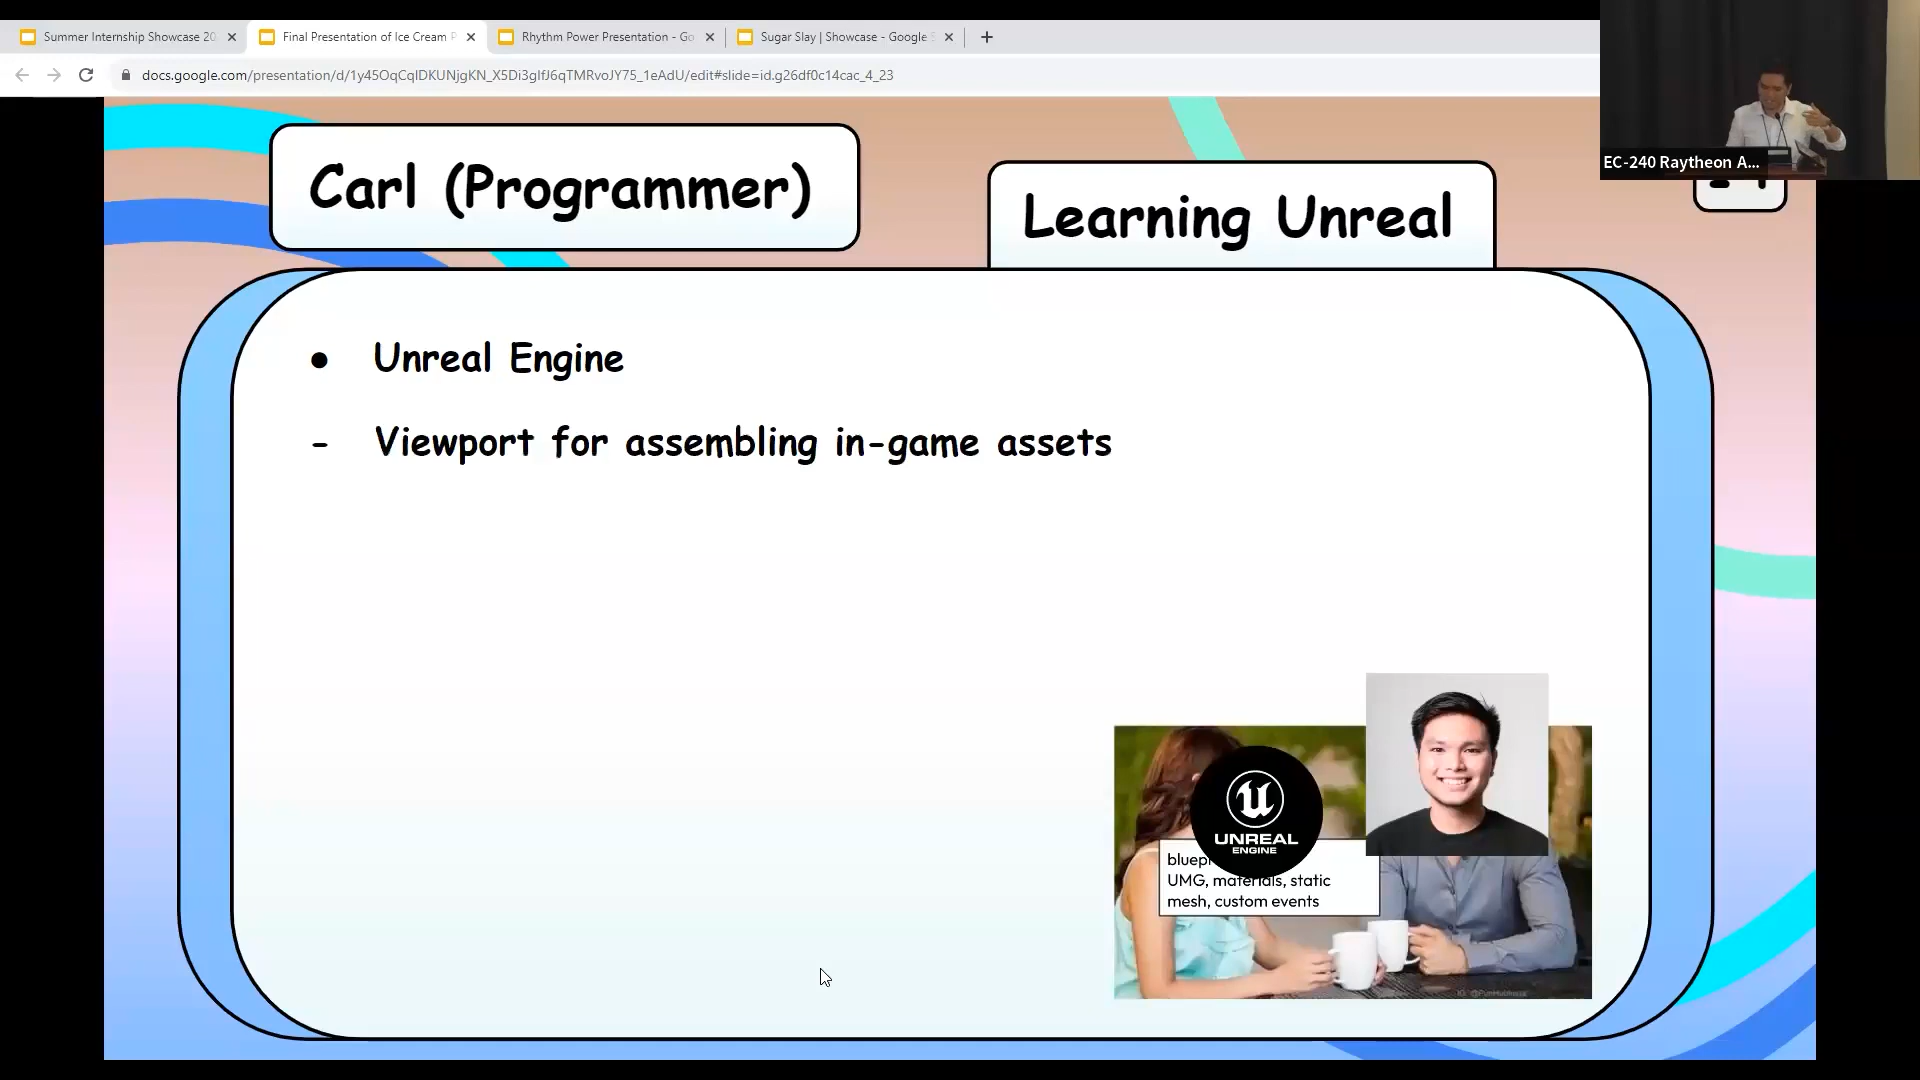 Summer Internship Showcase 20
Final Presentation of Ice Cream P
Rhythm Power Presentation - Go
Sugar Slay | Showcase - Google S
docs.google.com/presentation/d/1y45OqCqIDKUNjgKN_X5Di3gIfJ6qTMRvoJY75_1eAdU/edit#slide=id.g26df0c14cac_4_23
EC-240 Raytheon A...
Carl (Programmer)
Learning Unreal
● Unreal Engine
- Viewport for assembling in-game assets
UNREAL
ENGINE
bluep
UMG, materials, static
mesh, custom events